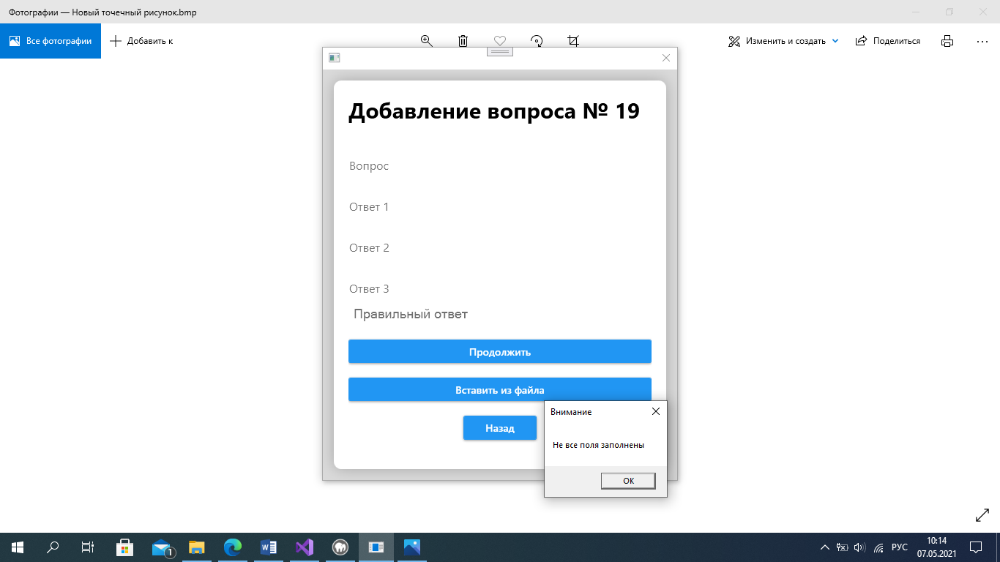 Фотографии — Новый точечный рисунок.bmp
Все фотографии
Добавить к
Изменить и создать
Поделиться
Добавление вопроса № 19
Вопрос
Ответ 1
Ответ 2
Ответ 3
Правильный ответ
Продолжить
Вставить из файла
Назад
Внимание
Не все поля заполнены
ОК
1
РУС
10:14
07.05.2021